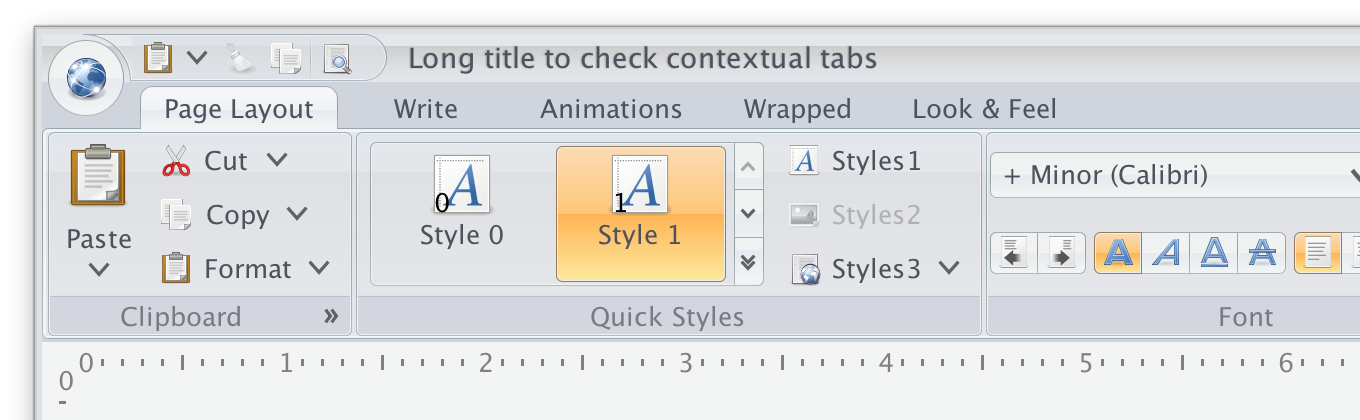 Long title to check contextual tabs
Page Layout Write Animations Wrapped Look & Feel
Paste
Cut
Copy
Format
Clipboard
0
Style 0
1
Style 1
Styles1
Styles2
Styles3
Quick Styles
+ Minor (Calibri)
A A A A
Font
0 1 2 3 4 5 6
0